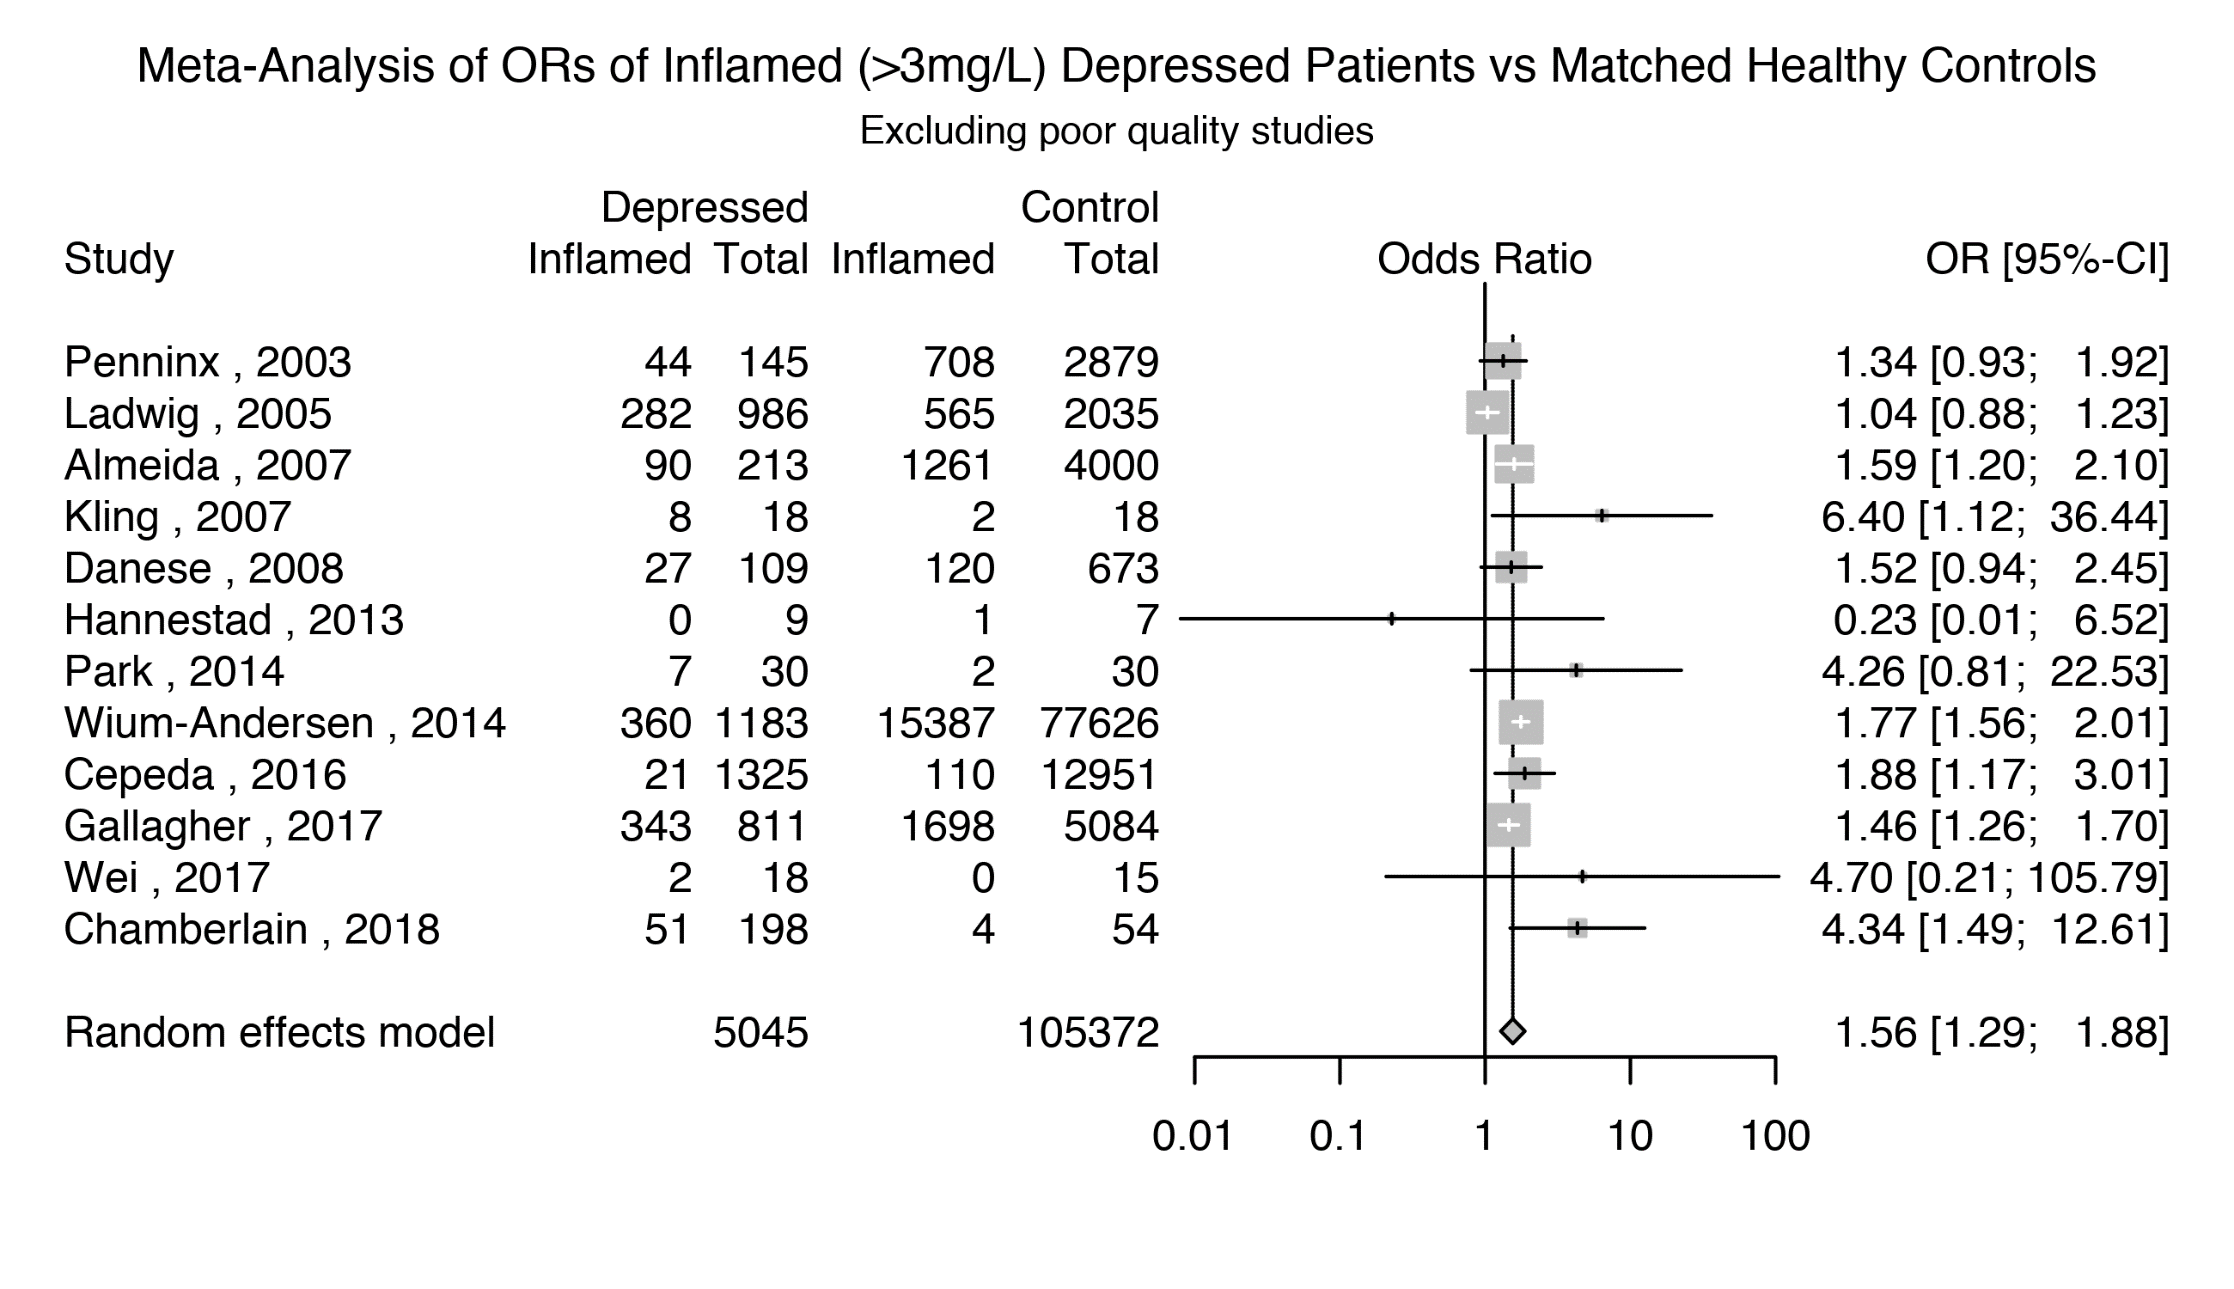 Meta-Analysis of ORs of Inflamed (>3mg/L) Depressed Patients vs Matched Healthy Controls
Excluding poor quality studies
Depressed Control
Study Inflamed Total Inflamed Total Odds Ratio OR [95%-CI]
Penninx , 2003 44 145 708 2879 1.34 [0.93; 1.92]
Ladwig , 2005 282 986 565 2035 1.04 [0.88; 1.23]
Almeida , 2007 90 213 1261 4000 1.59 [1.20; 2.10]
Kling , 2007 8 18 2 18 6.40 [1.12; 36.44]
Danese , 2008 27 109 120 673 1.52 [0.94; 2.45]
Hannestad , 2013 0 9 1 7 0.23 [0.01; 6.52]
Park , 2014 7 30 2 30 4.26 [0.81; 22.53]
Wium-Andersen , 2014 360 1183 15387 77626 1.77 [1.56; 2.01]
Cepeda , 2016 21 1325 110 12951 1.88 [1.17; 3.01]
Gallagher , 2017 343 811 1698 5084 1.46 [1.26; 1.70]
Wei , 2017 2 18 0 15 4.70 [0.21; 105.79]
Chamberlain , 2018 51 198 4 54 4.34 [1.49; 12.61]
Random effects model 5045 105372 1.56 [1.29; 1.88]
0.01 0.1 1 10 100